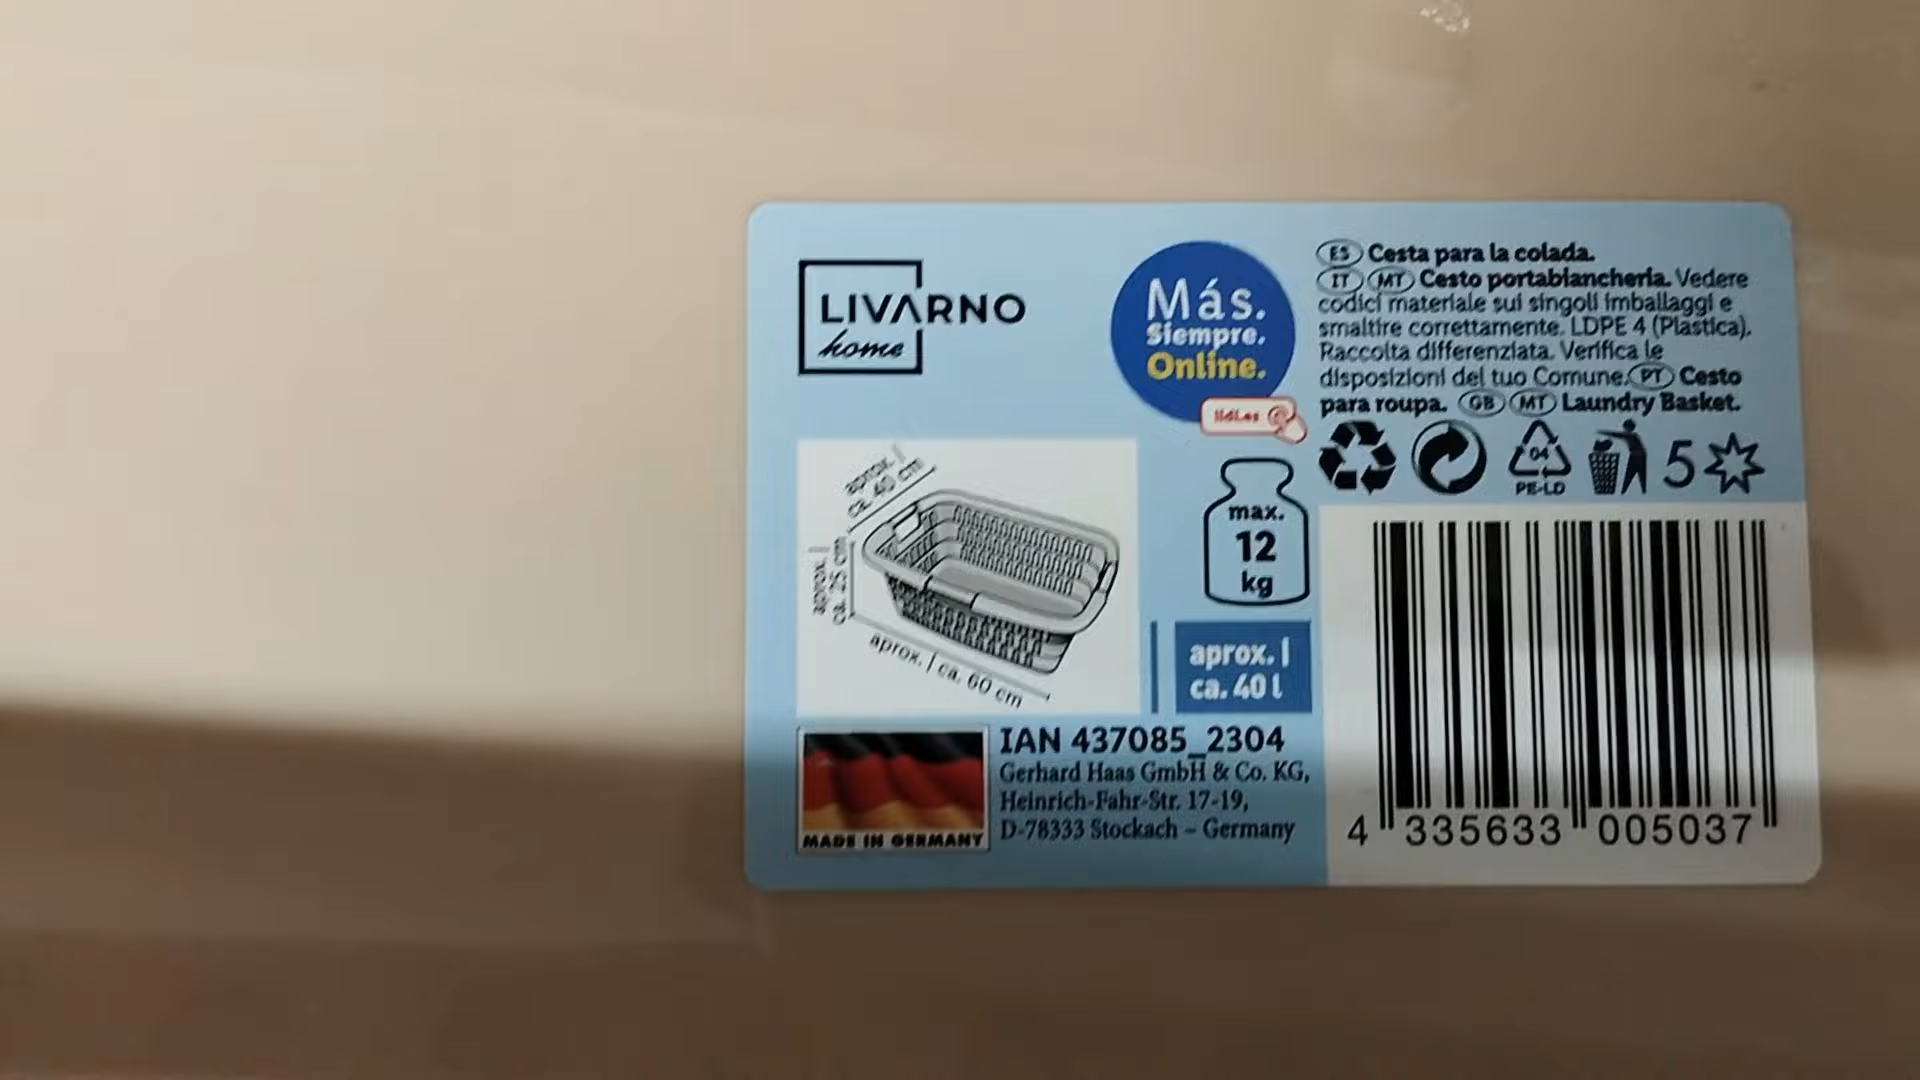 LIVARNO
home
Más.
Siempre.
Online.
lidl.es
ES Cesta para la colada.
IT MT Cesto portabiancheria. Vedere
codici materiale sui singoli imballaggi e
smaltire correttamente. LDPE 4 (Plastica).
Raccolta differenziata. Verifica le
disposizioni del tuo Comune. PT Cesto
para roupa. GB MT Laundry Basket.
04
PE-LD
5
aprox. |
ca. 40 cm
aprox. |
ca. 25 cm
aprox. | ca. 60 cm
max.
12
kg
aprox. |
ca. 40 l
MADE IN GERMANY
IAN 437085_2304
Gerhard Haas GmbH & Co. KG,
Heinrich-Fahr-Str. 17-19,
D-78333 Stockach – Germany
4 335633 005037